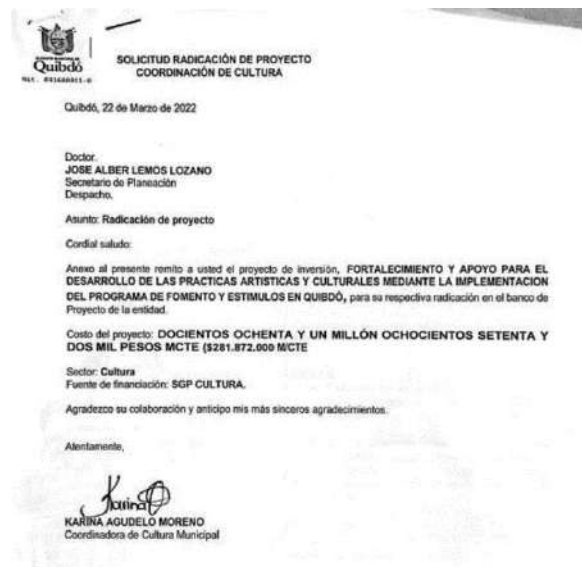 Quibdó
SOLICITUD RADICACIÓN DE PROYECTO
COORDINACIÓN DE CULTURA
Quibdó, 22 de Marzo de 2022
Doctor.
JOSE ALBER LEMOS LOZANO
Secretario de Planeación
Despacho.
Asunto: Radicación de proyecto
Cordial saludo:
Anexo al presente remito a usted el proyecto de inversión, FORTALECIMIENTO Y APOYO PARA EL
DESARROLLO DE LAS PRACTICAS ARTISTICAS Y CULTURALES MEDIANTE LA IMPLEMENTACION
DEL PROGRAMA DE FOMENTO Y ESTIMULOS EN QUIBDÓ, para su respectiva radicación en el banco de
Proyecto de la entidad.
Costo del proyecto: DOCIENTOS OCHENTA Y UN MILLÓN OCHOCIENTOS SETENTA Y
DOS MIL PESOS MCTE ($281.872.000 M/CTE
Sector: Cultura
Fuente de financiación: SGP CULTURA.
Agradezco su colaboración y anticipo mis más sinceros agradecimientos.
Atentamente,
Karina
KARINA AGUDELO MORENO
Coordinadora de Cultura Municipal